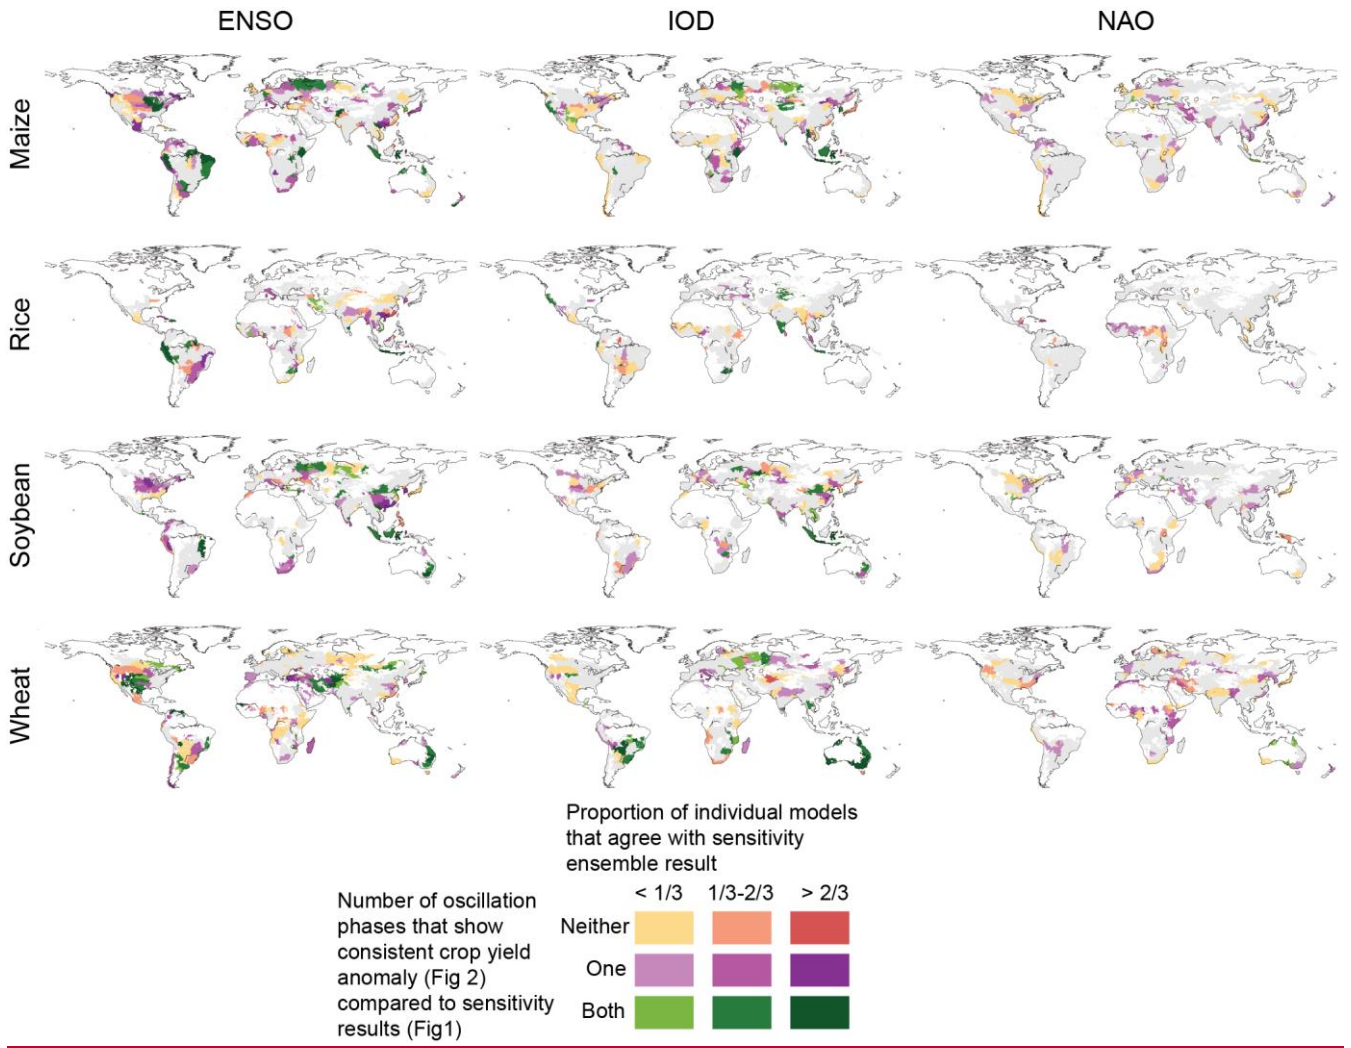 ENSO IOD NAO
Maize
Rice
Soybean
Wheat
Proportion of individual models
that agree with sensitivity
ensemble result
< 1/3 1/3-2/3 > 2/3
Number of oscillation
phases that show
consistent crop yield
anomaly (Fig 2)
compared to sensitivity
results (Fig1)
Neither
One
Both